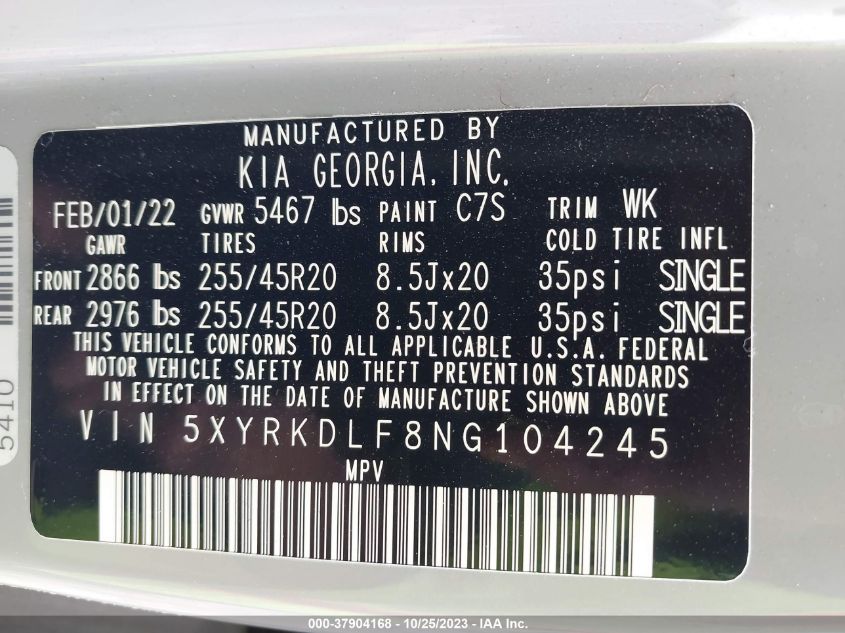 MANUFACTURED BY
KIA GEORGIA, INC.
FEB/01/22 GVWR 5467 lbs PAINT C7S TRIM WK
GAWR TIRES RIMS COLD TIRE INFL
FRONT 2866 lbs 255/45R20 8.5Jx20 35psi SINGLE
REAR 2976 lbs 255/45R20 8.5Jx20 35psi SINGLE
THIS VEHICLE CONFORMS TO ALL APPLICABLE U.S.A. FEDERAL
MOTOR VEHICLE SAFETY AND THEFT PREVENTION STANDARDS
IN EFFECT ON THE DATE OF MANUFACTURE SHOWN ABOVE
VIN 5XYRKDLF8NG104245
MPV
5410
000-37904168 - 10/25/2023 - IAA Inc.